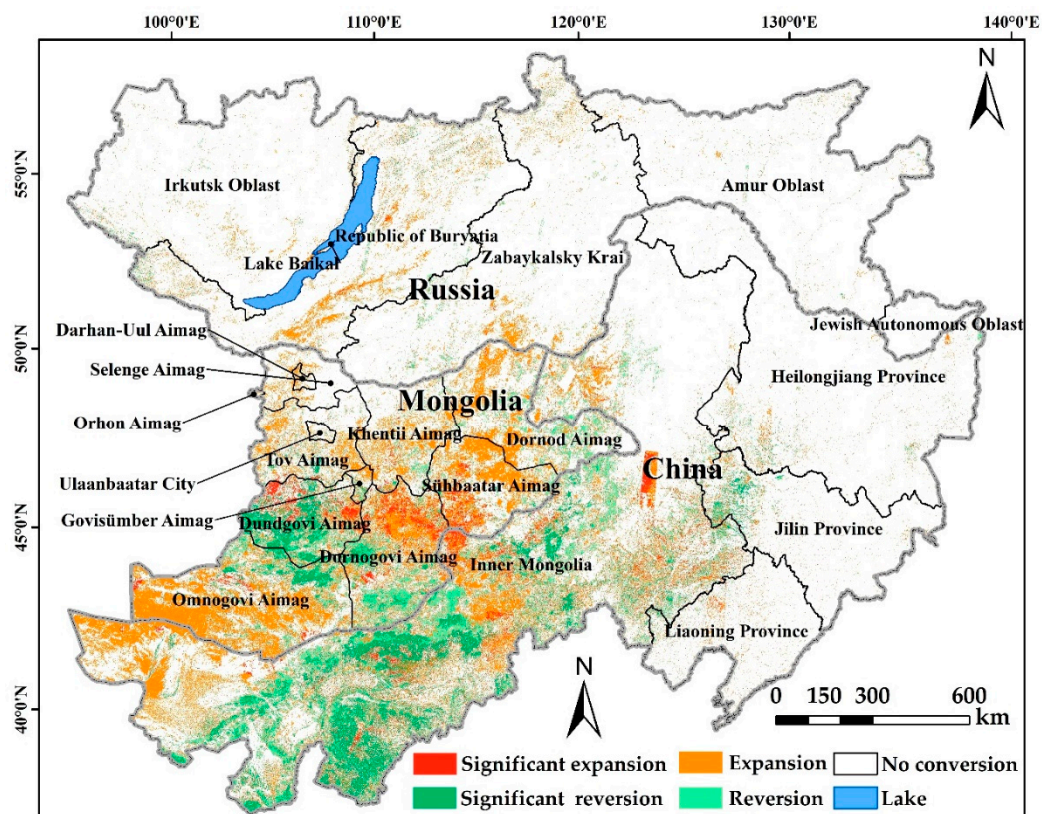 100°0'E 110°0'E 120°0'E 130°0'E 140°0'E
N
55°0'N
Irkutsk Oblast
Amur Oblast
Republic of Buryatia
Lake Baikal
Zabaykalsky Krai
Russia
Darhan-Uul Aimag
Jewish Autonomous Oblast
50°0'N
Selenge Aimag
Heilongjiang Province
Orhon Aimag
Mongolia
Khentii Aimag
Dornod Aimag
Tov Aimag
Ulaanbaatar City
China
Sühbaatar Aimag
Govisümber Aimag
45°0'N
Dundgovi Aimag
Jilin Province
Dornogovi Aimag
Inner Mongolia
Omnogovi Aimag
Liaoning Province
N
40°0'N
0 150 300 600
km
Significant expansion Expansion No conversion
Significant reversion Reversion Lake